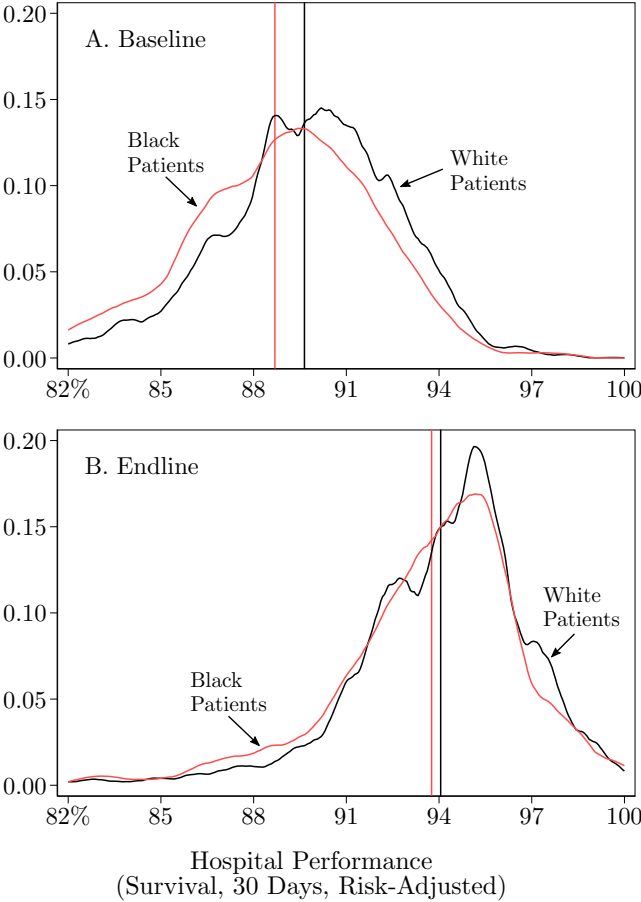 0.20
A. Baseline
0.15
Black
Patients
White
Patients
0.10
0.05
0.00
82% 85 88 91 94 97 100
0.20
B. Endline
0.15
White
Patients
0.10
Black
Patients
0.05
0.00
82% 85 88 91 94 97 100
Hospital Performance
(Survival, 30 Days, Risk-Adjusted)